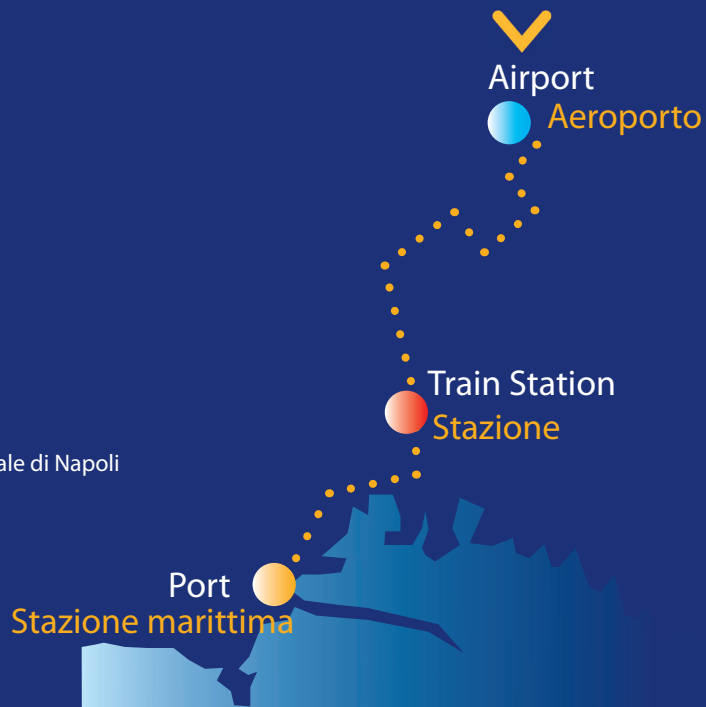 Airport
Aeroporto
Train Station
Stazione
ale di Napoli
Port
Stazione marittima